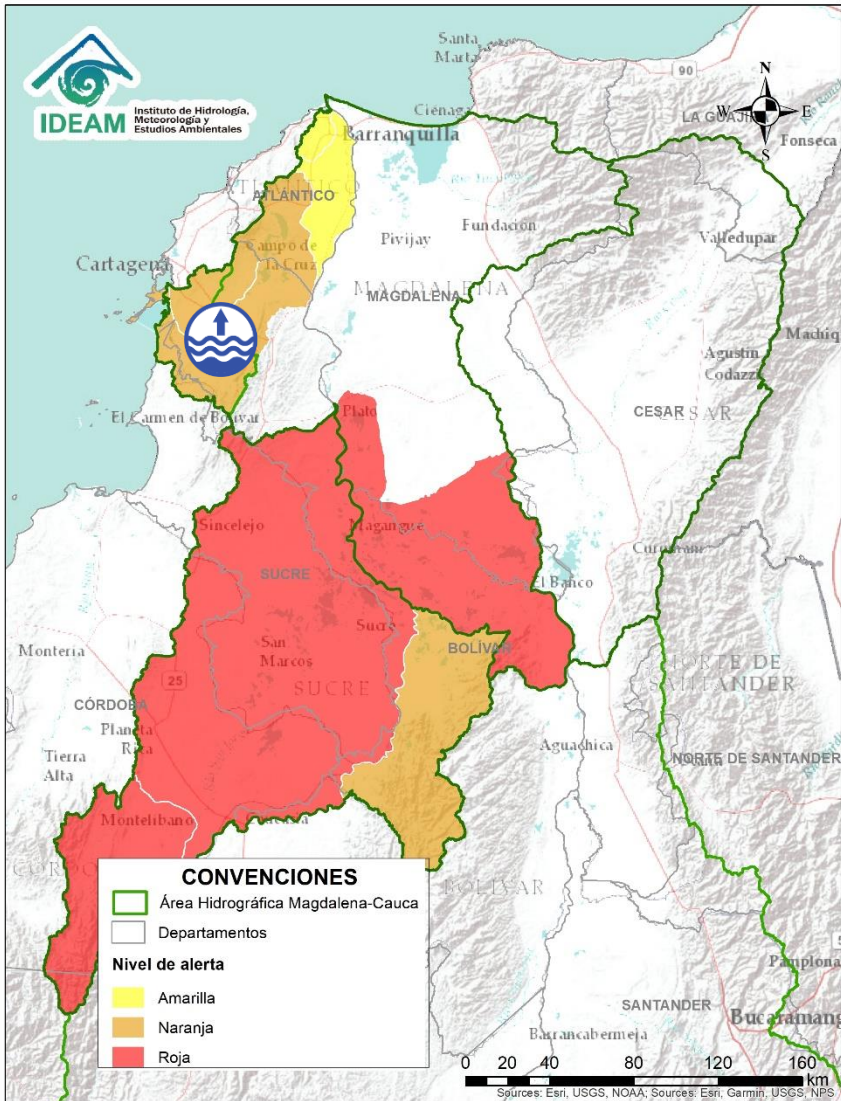 IDEAM
Instituto de Hidrología,
Meteorología y
Estudios Ambientales
Santa
Marta
90
N
W
E
S
LA GUAJIRA
Fonseca
Ciénaga
Barranquilla
ATLÁNTICO
Pivijay
Fundación
Valledupar
Cartagena
Campo de
la Cruz
MAGDALENA
MAGDALENA
Agustín
Codazzi
El Carmen de Bolívar
Plato
CESAR
CESAR
Sincelejo
Magangué
Curumaní
SUCRE
El Banco
Montería
San
Marcos
Sucre
BOLÍVAR
NORTE DE
SANTANDER
25
SUCRE
CÓRDOBA
Planeta
Rica
Tierra
Alta
Aguachica
NORTE DE SANTANDER
Montelibano
BOLÍVAR
CONVENCIONES
Área Hidrográfica Magdalena-Cauca
Departamentos
Nivel de alerta
Amarilla
Naranja
Roja
Pamplona
SANTANDER
Bucaramang
Barrancabermeja
0 20 40 80 120 160
km
Sources: Esri, USGS, NOAA; Sources: Esri, Garmin, USGS, NPS